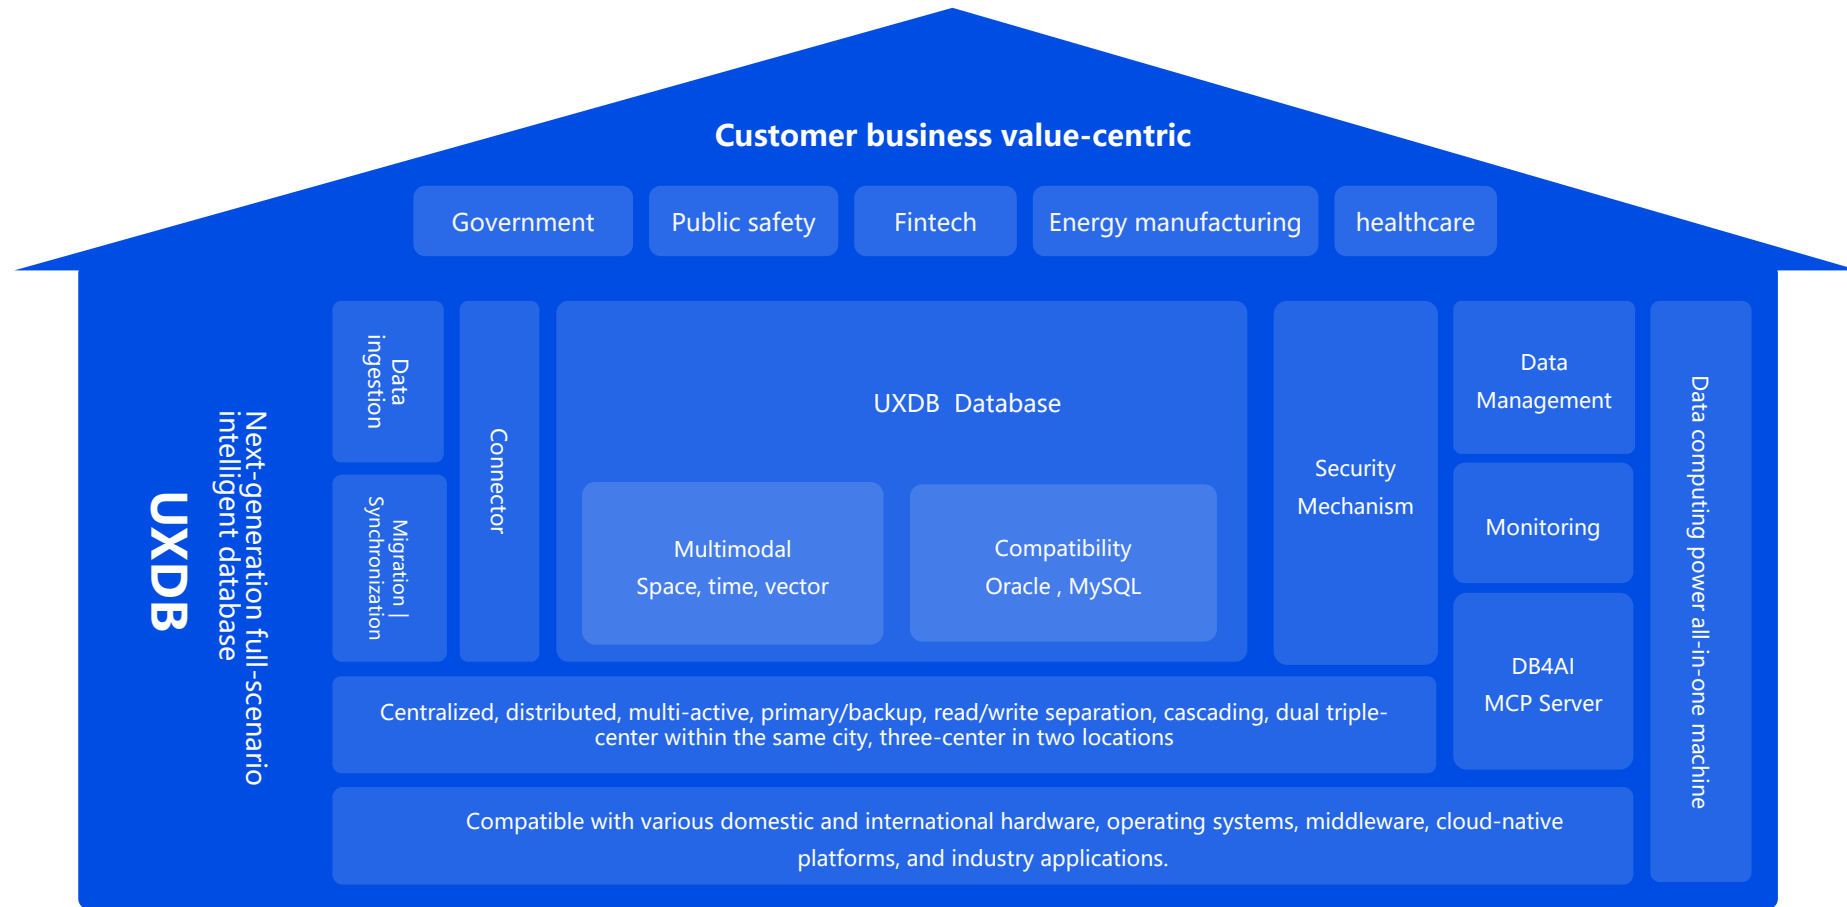 Customer business value-centric
Government
Public safety
Fintech
Energy manufacturing
healthcare
UXDB
Next-generation full-scenario
intelligent database
Data
ingestion
Migration |
Synchronization
Connector
UXDB  Database
Multimodal
Space, time, vector
Compatibility
Oracle , MySQL
Security
Mechanism
Data
Management
Monitoring
DB4AI
MCP Server
Data computing power all-in-one machine
Centralized, distributed, multi-active, primary/backup, read/write separation, cascading, dual triple-
center within the same city, three-center in two locations
Compatible with various domestic and international hardware, operating systems, middleware, cloud-native
platforms, and industry applications.